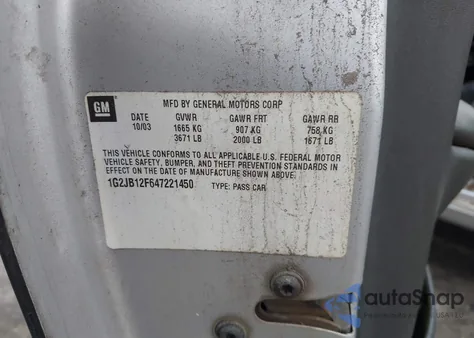 GM
MFD BY GENERAL MOTORS CORP
DATE GVWR GAWR FRT GAWR RR
10/03 1665 KG 907 KG 758 KG
3671 LB 2000 LB 1671 LB
THIS VEHICLE CONFORMS TO ALL APPLICABLE U.S. FEDERAL MOTOR
VEHICLE SAFETY, BUMPER, AND THEFT PREVENTION STANDARDS IN
EFFECT ON THE DATE OF MANUFACTURE SHOWN ABOVE.
1G2JB12F647221450 TYPE: PASS CAR
autoSnap